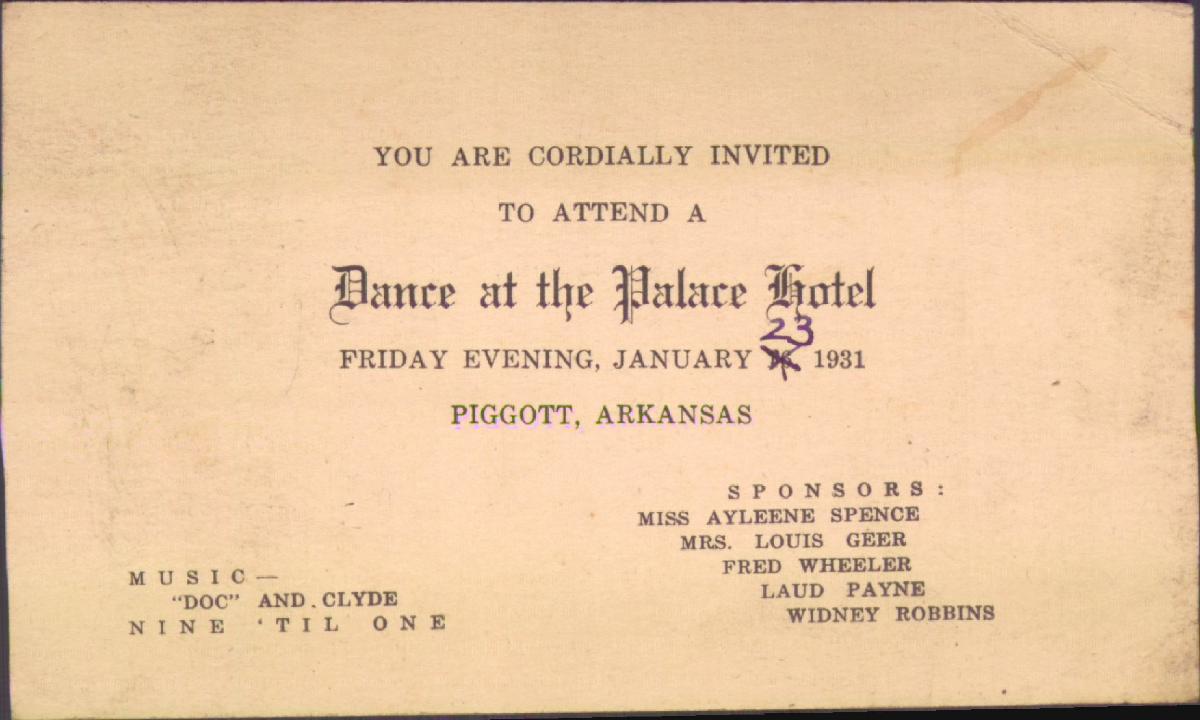 YOU ARE CORDIALLY INVITED
TO ATTEND A
Dance at the Palace Hotel
23
FRIDAY EVENING, JANUARY 1931
PIGGOTT, ARKANSAS
SPONSORS:
MISS AYLEENE SPENCE
MRS. LOUIS GEER
FRED WHEELER
LAUD PAYNE
WIDNEY ROBBINS
MUSIC—
"DOC" AND CLYDE
NINE 'TIL ONE